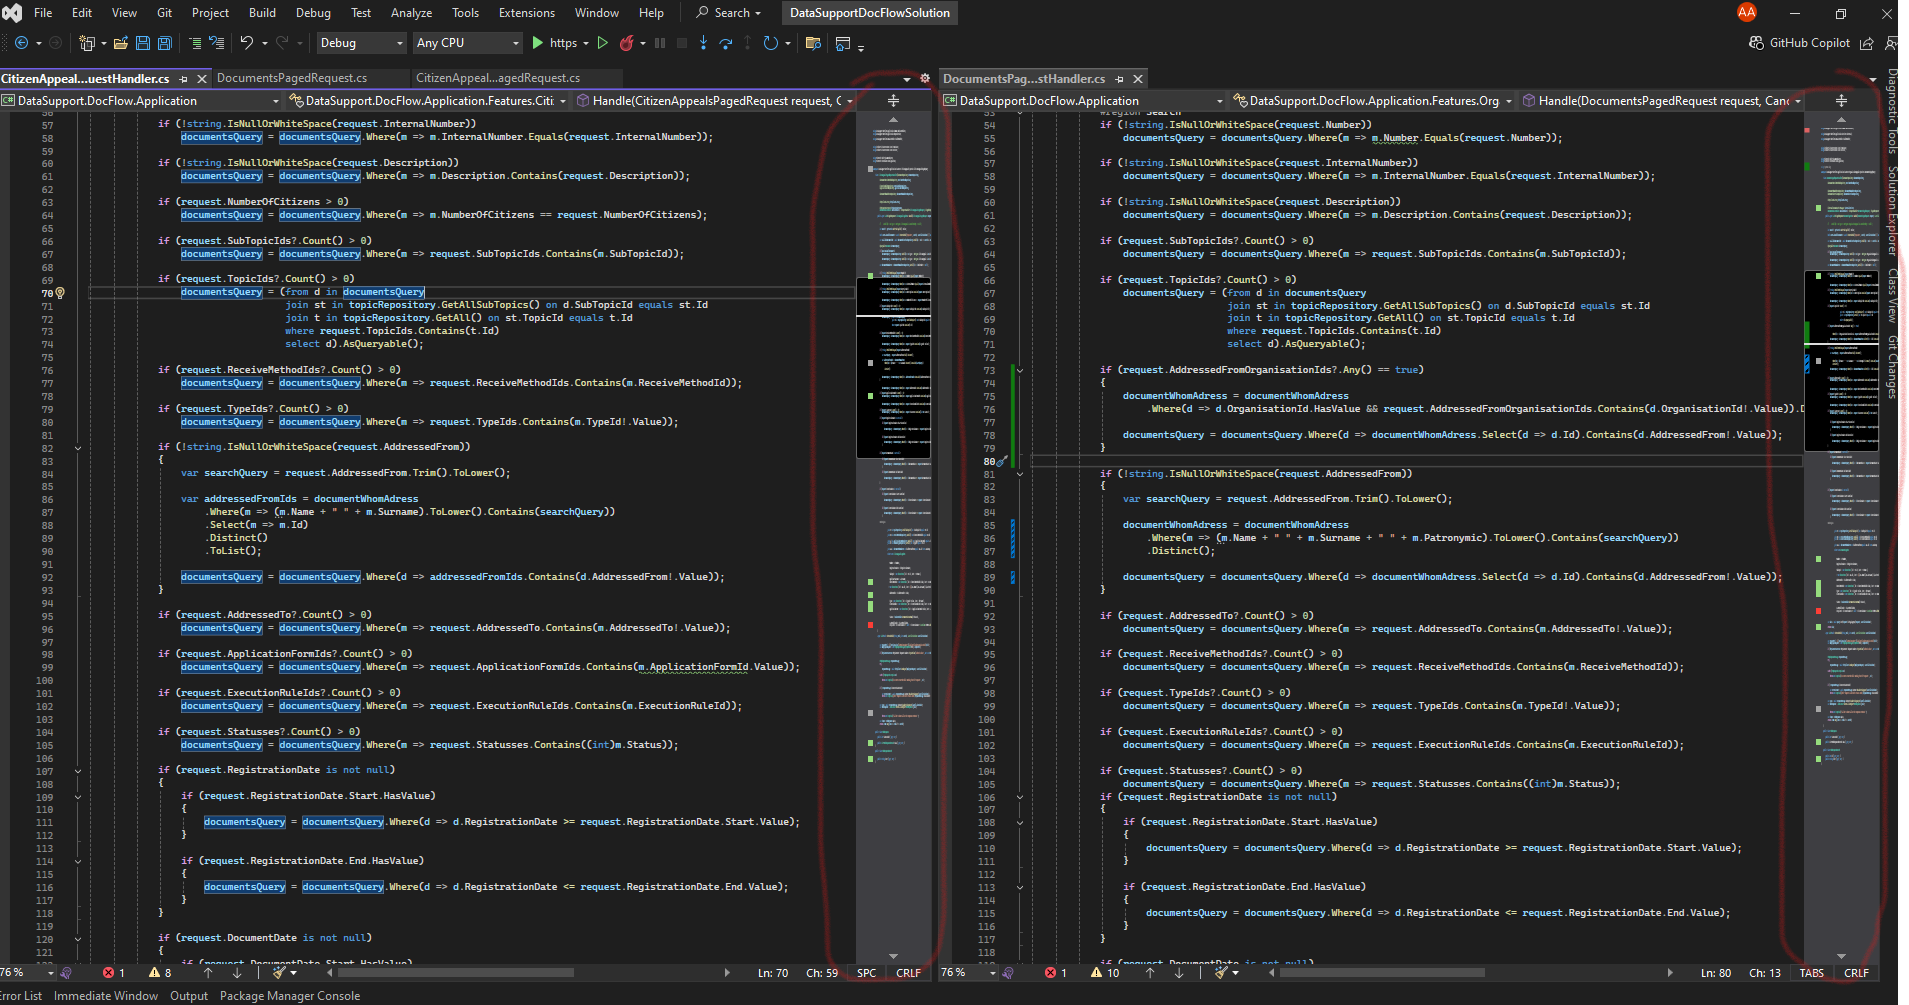 File Edit View Git Project Build Debug Test Analyze Tools Extensions Window Help Search DataSupportDocFlowSolution AA
Debug Any CPU https GitHub Copilot
CitizenAppeal...uestHandler.cs DocumentsPagedRequest.cs CitizenAppeal...agedRequest.cs
DataSupport.DocFlow.Application DataSupport.DocFlow.Application.Features.Citi Handle(CitizenAppealsPagedRequest request, C
56
57 if (!string.IsNullOrWhiteSpace(request.InternalNumber))
58 documentsQuery = documentsQuery.Where(m => m.InternalNumber.Equals(request.InternalNumber));
59
60 if (!string.IsNullOrWhiteSpace(request.Description))
61 documentsQuery = documentsQuery.Where(m => m.Description.Contains(request.Description));
62
63 if (request.NumberOfCitizens > 0)
64 documentsQuery = documentsQuery.Where(m => m.NumberOfCitizens == request.NumberOfCitizens);
65
66 if (request.SubTopicIds?.Count() > 0)
67 documentsQuery = documentsQuery.Where(m => request.SubTopicIds.Contains(m.SubTopicId));
68
69 if (request.TopicIds?.Count() > 0)
70 documentsQuery = (from d in documentsQuery
71 join st in topicRepository.GetAllSubTopics() on d.SubTopicId equals st.Id
72 join t in topicRepository.GetAll() on st.TopicId equals t.Id
73 where request.TopicIds.Contains(t.Id)
74 select d).AsQueryable();
75
76 if (request.ReceiveMethodIds?.Count() > 0)
77 documentsQuery = documentsQuery.Where(m => request.ReceiveMethodIds.Contains(m.ReceiveMethodId));
78
79 if (request.TypeIds?.Count() > 0)
80 documentsQuery = documentsQuery.Where(m => request.TypeIds.Contains(m.TypeId!.Value));
81
82 if (!string.IsNullOrWhiteSpace(request.AddressedFrom))
83 {
84 var searchQuery = request.AddressedFrom.Trim().ToLower();
85
86 var addressedFromIds = documentWhomAdress
87 .Where(m => (m.Name + " " + m.Surname).ToLower().Contains(searchQuery))
88 .Select(m => m.Id)
89 .Distinct()
90 .ToList();
91
92 documentsQuery = documentsQuery.Where(d => addressedFromIds.Contains(d.AddressedFrom!.Value));
93 }
94
95 if (request.AddressedTo?.Count() > 0)
96 documentsQuery = documentsQuery.Where(m => request.AddressedTo.Contains(m.AddressedTo!.Value));
97
98 if (request.ApplicationFormIds?.Count() > 0)
99 documentsQuery = documentsQuery.Where(m => request.ApplicationFormIds.Contains(m.ApplicationFormId.Value));
100
101 if (request.ExecutionRuleIds?.Count() > 0)
102 documentsQuery = documentsQuery.Where(m => request.ExecutionRuleIds.Contains(m.ExecutionRuleId));
103
104 if (request.Statusses?.Count() > 0)
105 documentsQuery = documentsQuery.Where(m => request.Statusses.Contains((int)m.Status));
106
107 if (request.RegistrationDate is not null)
108 {
109 if (request.RegistrationDate.Start.HasValue)
110 {
111 documentsQuery = documentsQuery.Where(d => d.RegistrationDate >= request.RegistrationDate.Start.Value);
112 }
113
114 if (request.RegistrationDate.End.HasValue)
115 {
116 documentsQuery = documentsQuery.Where(d => d.RegistrationDate <= request.RegistrationDate.End.Value);
117 }
118 }
119
120 if (request.DocumentDate is not null)
121 {
if (request.DocumentDate.Start.HasValue)
76 % 1 8 Ln: 70 Ch: 59 SPC CRLF
DocumentsPag...stHandler.cs
DataSupport.DocFlow.Application DataSupport.DocFlow.Application.Features.Org Handle(DocumentsPagedRequest request, Canc
53 #region Search
54 if (!string.IsNullOrWhiteSpace(request.Number))
55 documentsQuery = documentsQuery.Where(m => m.Number.Equals(request.Number));
56
57 if (!string.IsNullOrWhiteSpace(request.InternalNumber))
58 documentsQuery = documentsQuery.Where(m => m.InternalNumber.Equals(request.InternalNumber));
59
60 if (!string.IsNullOrWhiteSpace(request.Description))
61 documentsQuery = documentsQuery.Where(m => m.Description.Contains(request.Description));
62
63 if (request.SubTopicIds?.Count() > 0)
64 documentsQuery = documentsQuery.Where(m => request.SubTopicIds.Contains(m.SubTopicId));
65
66 if (request.TopicIds?.Count() > 0)
67 documentsQuery = (from d in documentsQuery
68 join st in topicRepository.GetAllSubTopics() on d.SubTopicId equals st.Id
69 join t in topicRepository.GetAll() on st.TopicId equals t.Id
70 where request.TopicIds.Contains(t.Id)
71 select d).AsQueryable();
72
73 if (request.AddressedFromOrganisationIds?.Any() == true)
74 {
75 documentWhomAdress = documentWhomAdress
76 .Where(d => d.OrganisationId.HasValue && request.AddressedFromOrganisationIds.Contains(d.OrganisationId!.Value)).D
77
78 documentsQuery = documentsQuery.Where(d => documentWhomAdress.Select(d => d.Id).Contains(d.AddressedFrom!.Value));
79 }
80
81 if (!string.IsNullOrWhiteSpace(request.AddressedFrom))
82 {
83 var searchQuery = request.AddressedFrom.Trim().ToLower();
84
85 documentWhomAdress = documentWhomAdress
86 .Where(m => (m.Name + " " + m.Surname + " " + m.Patronymic).ToLower().Contains(searchQuery))
87 .Distinct();
88
89 documentsQuery = documentsQuery.Where(d => documentWhomAdress.Select(d => d.Id).Contains(d.AddressedFrom!.Value));
90 }
91
92 if (request.AddressedTo?.Count() > 0)
93 documentsQuery = documentsQuery.Where(m => request.AddressedTo.Contains(m.AddressedTo!.Value));
94
95 if (request.ReceiveMethodIds?.Count() > 0)
96 documentsQuery = documentsQuery.Where(m => request.ReceiveMethodIds.Contains(m.ReceiveMethodId));
97
98 if (request.TypeIds?.Count() > 0)
99 documentsQuery = documentsQuery.Where(m => request.TypeIds.Contains(m.TypeId!.Value));
100
101 if (request.ExecutionRuleIds?.Count() > 0)
102 documentsQuery = documentsQuery.Where(m => request.ExecutionRuleIds.Contains(m.ExecutionRuleId));
103
104 if (request.Statusses?.Count() > 0)
105 documentsQuery = documentsQuery.Where(m => request.Statusses.Contains((int)m.Status));
106 if (request.RegistrationDate is not null)
107 {
108 if (request.RegistrationDate.Start.HasValue)
109 {
110 documentsQuery = documentsQuery.Where(d => d.RegistrationDate >= request.RegistrationDate.Start.Value);
111 }
112
113 if (request.RegistrationDate.End.HasValue)
114 {
115 documentsQuery = documentsQuery.Where(d => d.RegistrationDate <= request.RegistrationDate.End.Value);
116 }
117 }
118
if (request.DocumentDate is not null)
76 % 1 10 Ln: 80 Ch: 13 TABS CRLF
Diagnostic Tools
Solution Explorer
Class View
Git Changes
rror List Immediate Window Output Package Manager Console